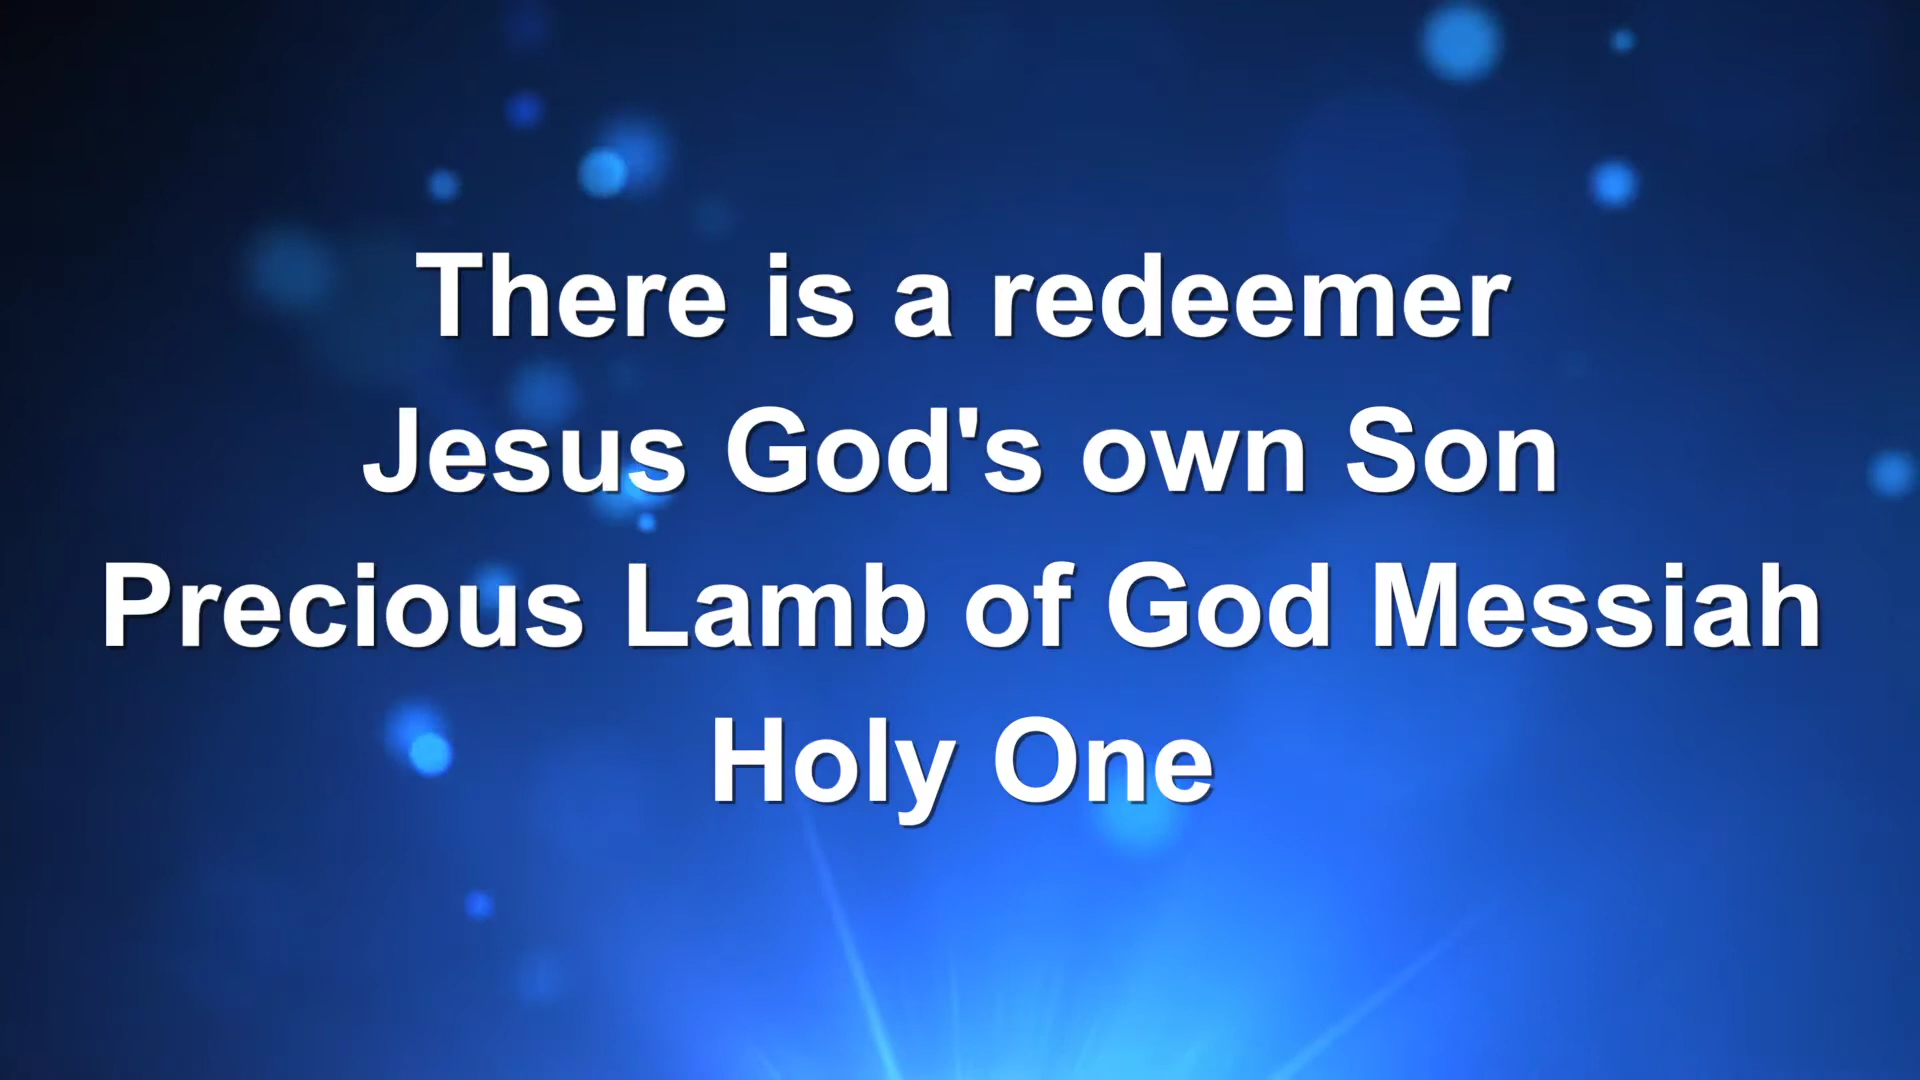 There is a redeemer
Jesus God's own Son
Precious Lamb of God Messiah
Holy One